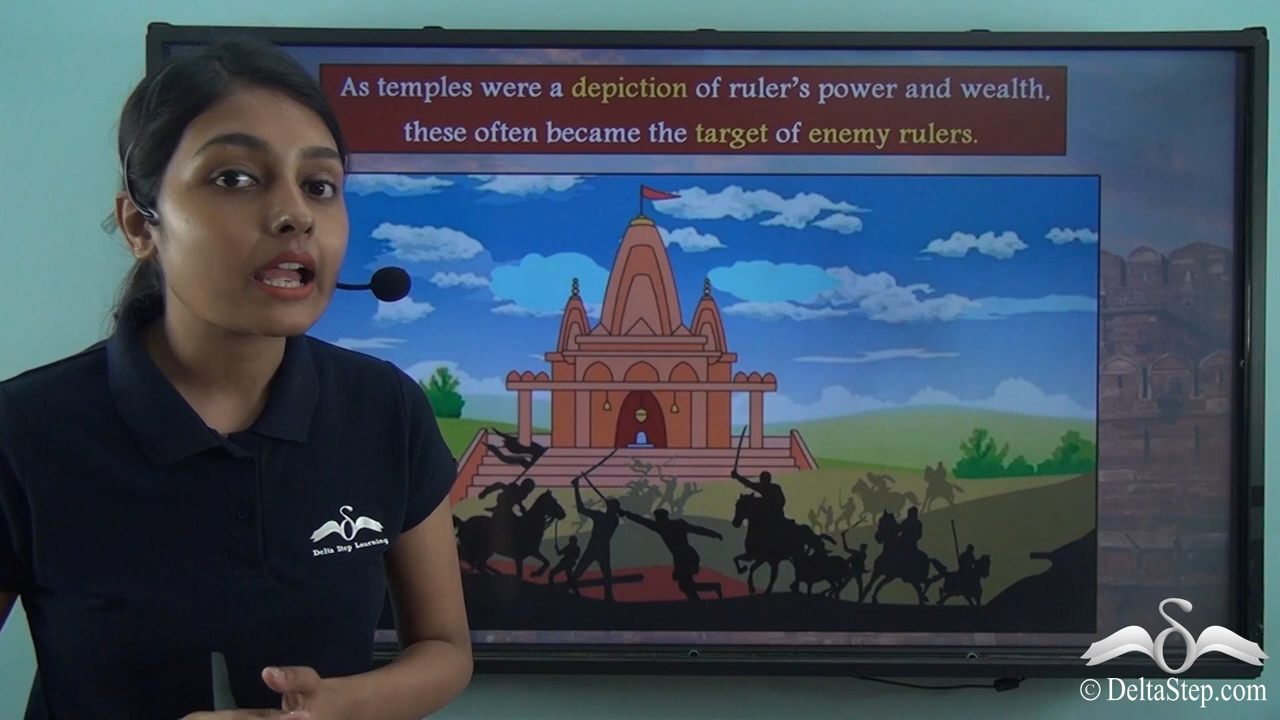 As temples were a depiction of ruler's power and wealth,
these often became the target of enemy rulers.
Delta Step Learning
© DeltaStep.com